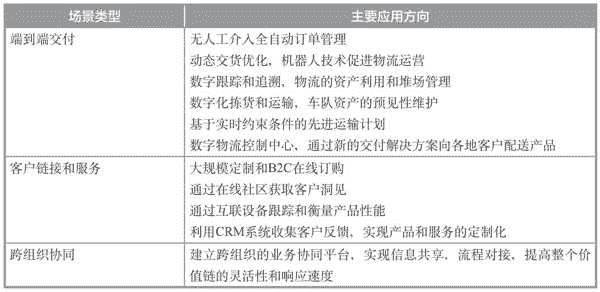 场景类型 主要应用方向
端到端交付 无人工介入全自动订单管理
动态交货优化，机器人技术促进物流运营
数字跟踪和追溯，物流的资产利用和堆场管理
数字化拣货和运输，车队资产的预见性维护
基于实时约束条件的先进运输计划
数字物流控制中心，通过新的交付解决方案向各地客户配送产品
客户链接和服务 大规模定制和B2C在线订购
通过在线社区获取客户洞见
通过互联设备跟踪和衡量产品性能
利用CRM系统收集客户反馈，实现产品和服务的定制化
跨组织协同 建立跨组织的业务协同平台，实现信息共享，流程对接，提高整个价
值链的灵活性和响应速度